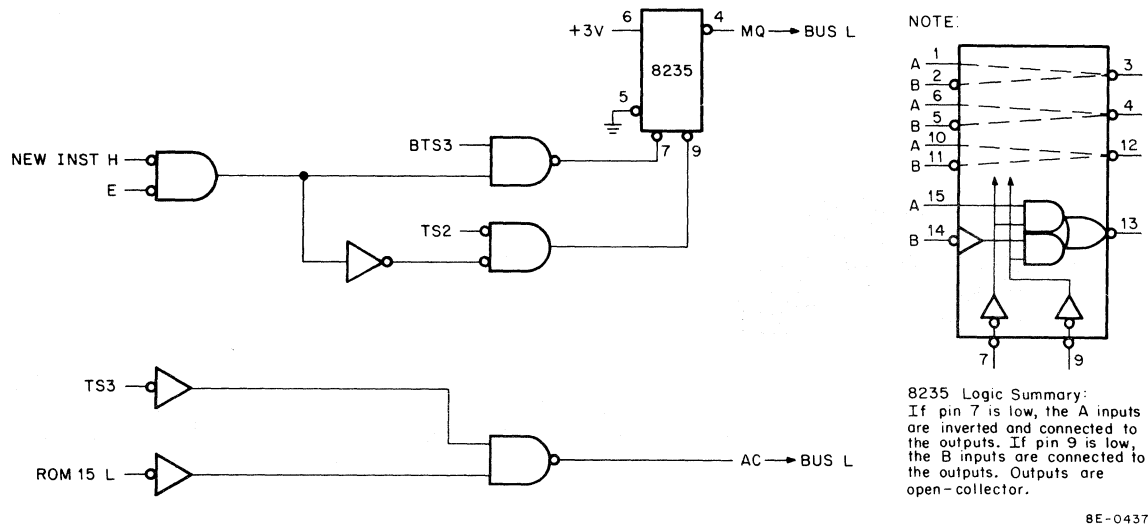 +3V 6 4 MQ → BUS L
8235
5
7 9
NEW INST H
E
BTS3
TS2
TS3
ROM 15 L
AC → BUS L
NOTE:
A 1 3
B 2
A 6 4
B 5
A 10 12
B 11
A 15
B 14 13
7 9
8235 Logic Summary:
If pin 7 is low, the A inputs
are inverted and connected to
the outputs. If pin 9 is low,
the B inputs are connected to
the outputs. Outputs are
open-collector.
8E-0437